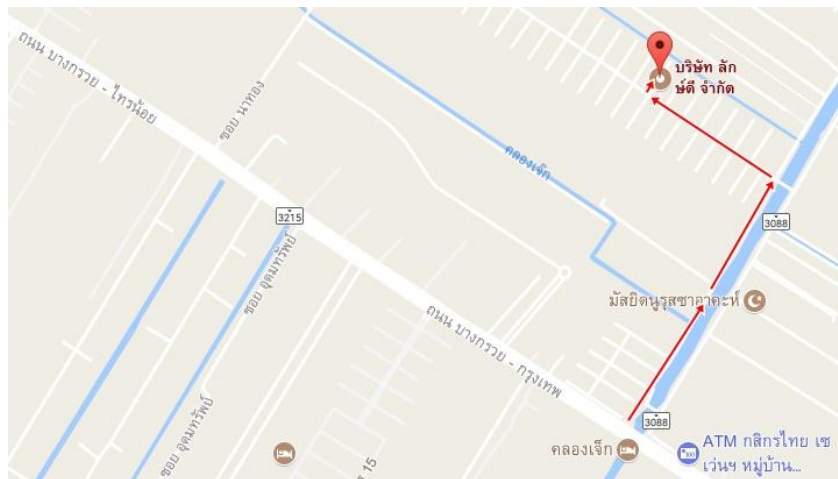 ถนน บางกรวย - ไทรน้อย
ซอย นาทอง
บริษัท ลัก
ษ์ดี จำกัด
คลองเจ๊ก
3215
3088
ซอย อุดมทรัพย์
มัสยิดนูรุสซาอาดะห์
ถนน บางกรวย - กรุงเทพ
ซอย อุดมทรัพย์
3088
คลองเจ๊ก
ATM กสิกรไทย เซ
เว่นฯ หมู่บ้าน...
15